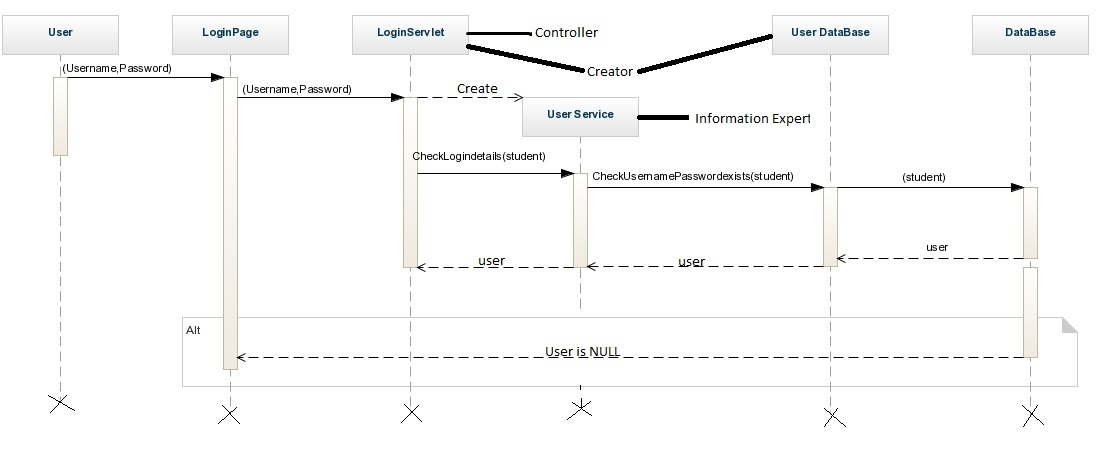 User
LoginPage
LoginServlet
Controller
User DataBase
DataBase
Creator
(Username,Password)
(Username,Password)
Create
User Service
Information Expert
CheckLogindetails(student)
CheckUsernamePasswordexists(student)
(student)
user
user
user
Alt
User is NULL